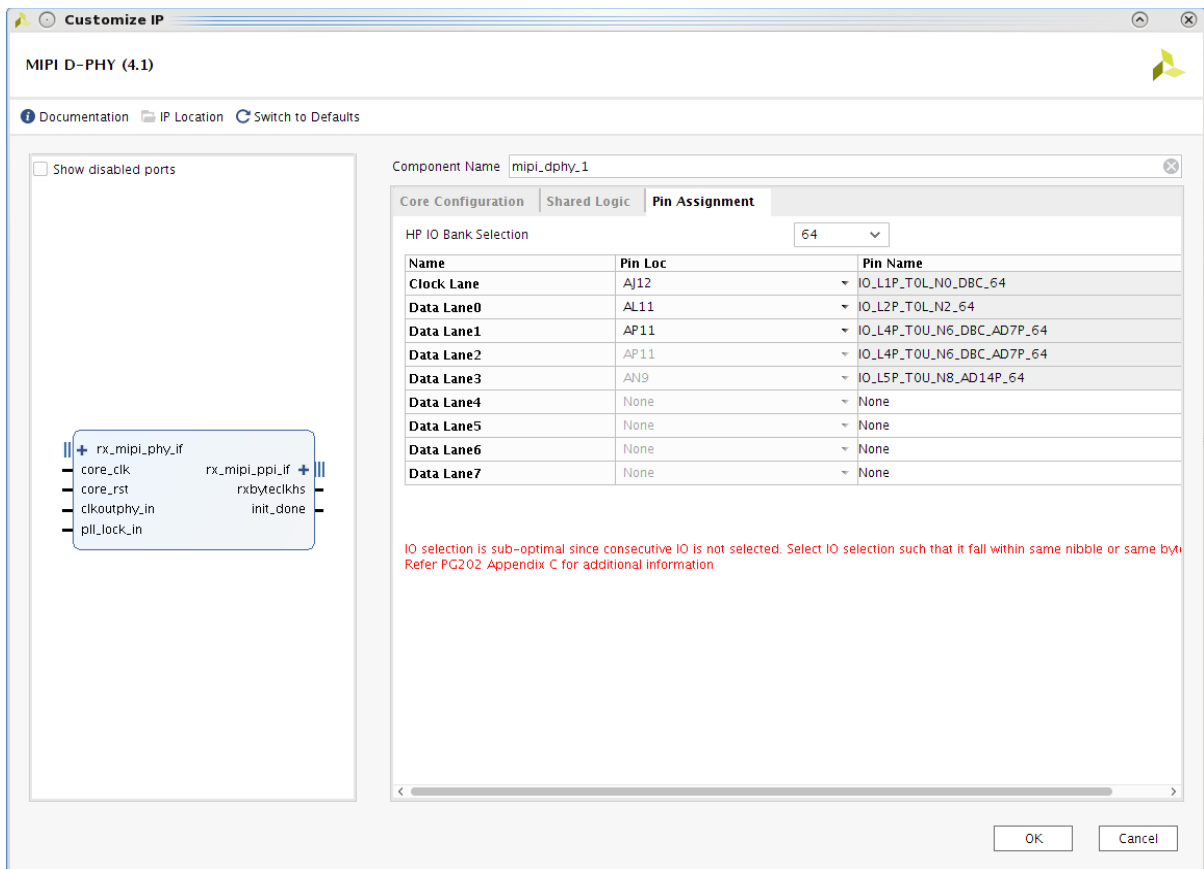 Customize IP
MIPI D-PHY (4.1)
Documentation IP Location Switch to Defaults
Show disabled ports
rx_mipi_phy_if
core_clk rx_mipi_ppi_if
core_rst rxbyteclkhs
clkoutphy_in init_done
pll_lock_in
Component Name mipi_dphy_1
Core Configuration Shared Logic Pin Assignment
HP IO Bank Selection 64
Name Pin Loc Pin Name
Clock Lane AJ12 IO_L1P_T0L_N0_DBC_64
Data Lane0 AL11 IO_L2P_T0L_N2_64
Data Lane1 AP11 IO_L4P_T0U_N6_DBC_AD7P_64
Data Lane2 AP11 IO_L4P_T0U_N6_DBC_AD7P_64
Data Lane3 AN9 IO_L5P_T0U_N8_AD14P_64
Data Lane4 None None
Data Lane5 None None
Data Lane6 None None
Data Lane7 None None
IO selection is sub-optimal since consecutive IO is not selected. Select IO selection such that it fall within same nibble or same
Refer PG202 Appendix C for additional information
OK Cancel